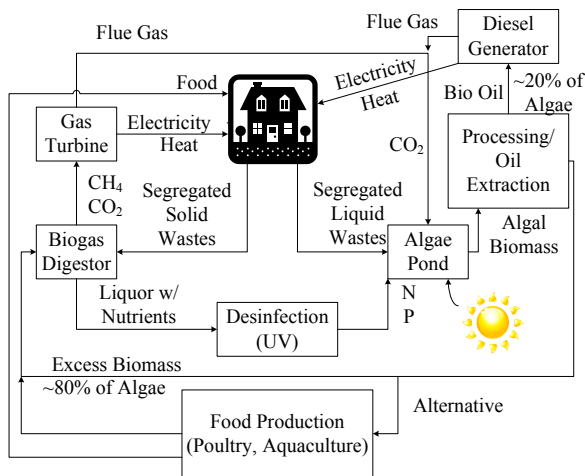 Flue Gas
Flue Gas
Diesel
Generator
Food
Electricity
Heat
Bio Oil
~20% of
Algae
Gas
Turbine
Electricity
Heat
CO2
Processing/
Oil
Extraction
CH4
CO2
Segregated
Solid
Wastes
Segregated
Liquid
Wastes
Algal
Biomass
Biogas
Digestor
Algae
Pond
Liquor w/
Nutrients
Desinfection
(UV)
N
P
Excess Biomass
~80% of Algae
Alternative
Food Production
(Poultry, Aquaculture)